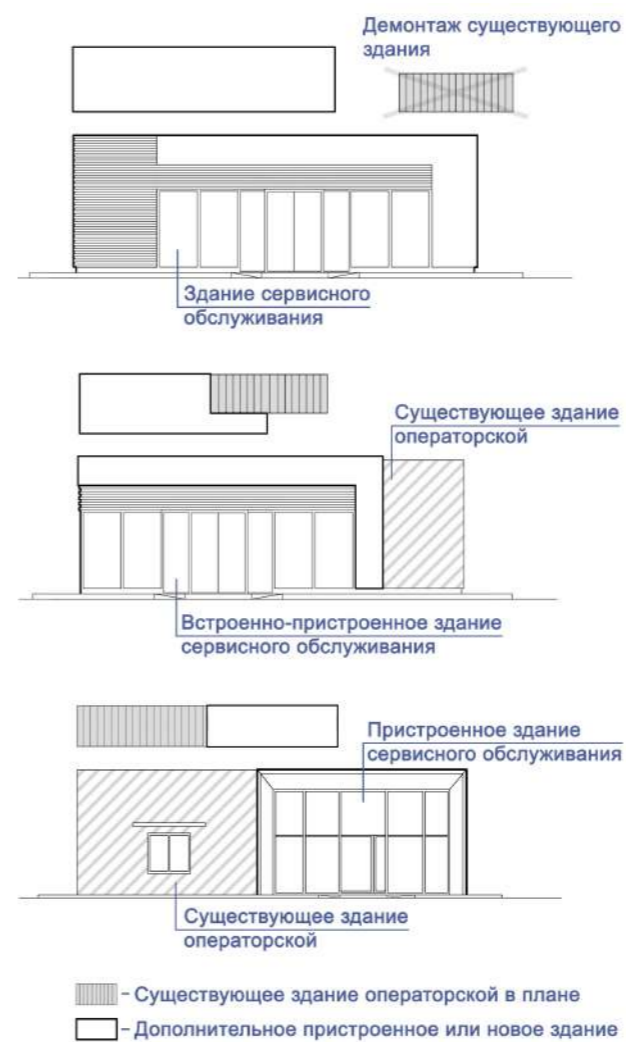 Демонтаж существующего
здания
Здание сервисного
обслуживания
Существующее здание
операторской
Встроенно-пристроенное здание
сервисного обслуживания
Пристроенное здание
сервисного обслуживания
Существующее здание
операторской
- Существующее здание операторской в плане
- Дополнительное пристроенное или новое здание